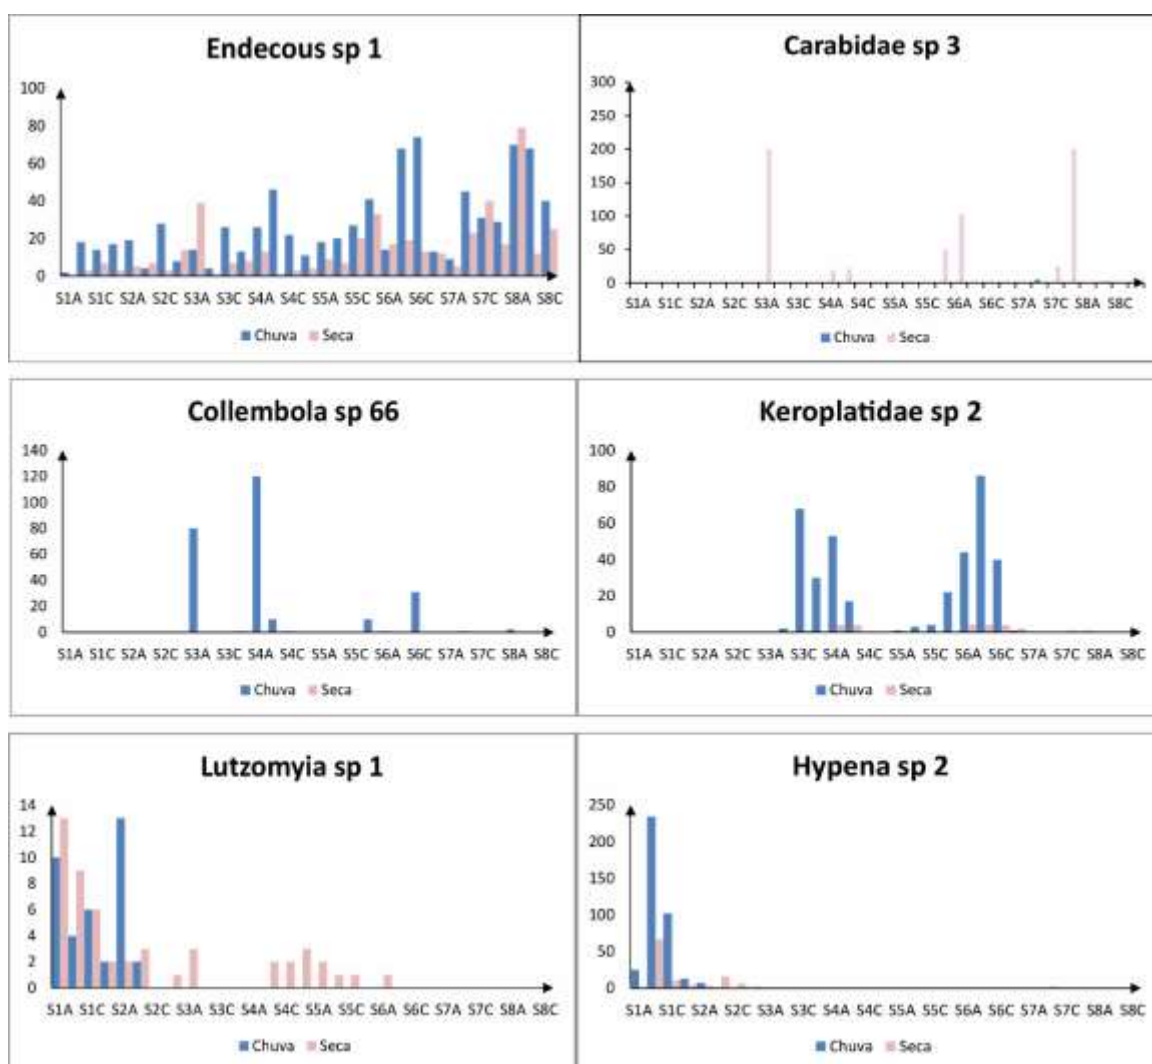 Endecous sp 1
100
80
60
40
20
0
S1A S1C S2A S2C S3A S3C S4A S4C S5A S5C S6A S6C S7A S7C S8A S8C
Chuva Seca
Carabidae sp 3
300
250
200
150
100
50
0
S1A S1C S2A S2C S3A S3C S4A S4C S5A S5C S6A S6C S7A S7C S8A S8C
Chuva Seca
Collembola sp 66
140
120
100
80
60
40
20
0
S1A S1C S2A S2C S3A S3C S4A S4C S5A S5C S6A S6C S7A S7C S8A S8C
Chuva Seca
Keroplatidae sp 2
100
80
60
40
20
0
S1A S1C S2A S2C S3A S3C S4A S4C S5A S5C S6A S6C S7A S7C S8A S8C
Chuva Seca
Lutzomyia sp 1
14
12
10
8
6
4
2
0
S1A S1C S2A S2C S3A S3C S4A S4C S5A S5C S6A S6C S7A S7C S8A S8C
Chuva Seca
Hypena sp 2
250
200
150
100
50
0
S1A S1C S2A S2C S3A S3C S4A S4C S5A S5C S6A S6C S7A S7C S8A S8C
Chuva Seca